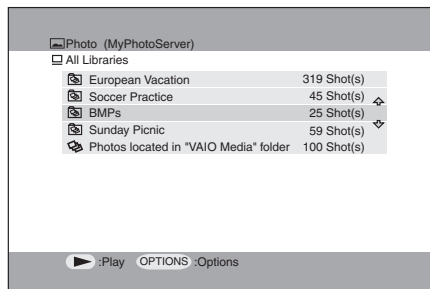 Photo (MyPhotoServer)
All Libraries
European Vacation 319 Shot(s)
Soccer Practice 45 Shot(s)
BMPs 25 Shot(s)
Sunday Picnic 59 Shot(s)
Photos located in "VAIO Media" folder 100 Shot(s)
:Play OPTIONS :Options